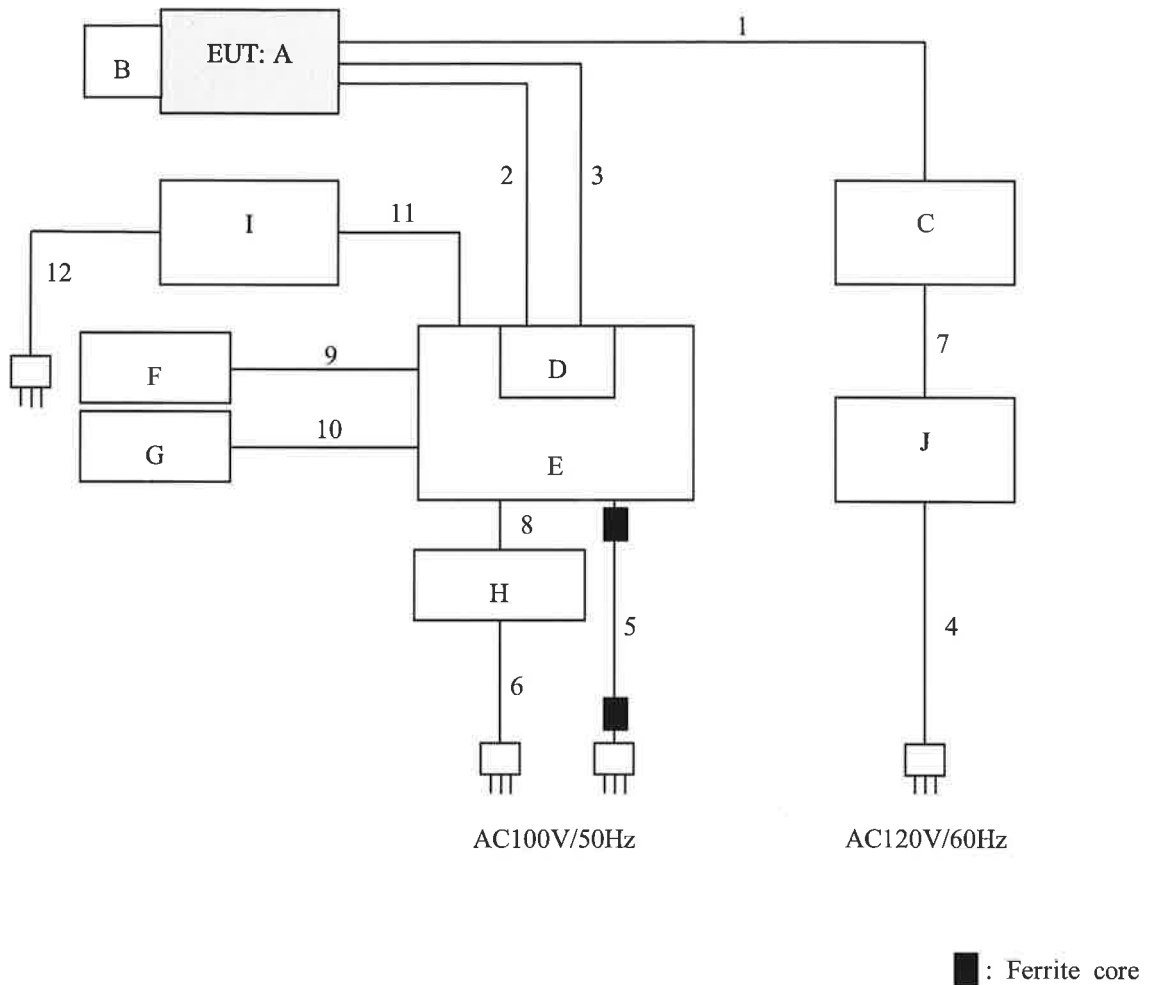 1
B
EUT: A
2
3
I
11
C
12
9
D
7
F
10
J
G
E
8
H
5
4
6
AC100V/50Hz
AC120V/60Hz
: Ferrite core